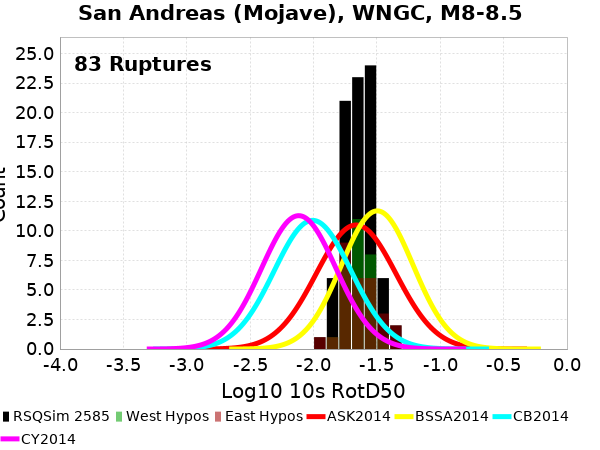 San Andreas (Mojave), WNGC, M8-8.5
83 Ruptures
25.0
22.5
20.0
17.5
15.0
12.5
10.0
7.5
5.0
2.5
0.0
Count
-4.0 -3.5 -3.0 -2.5 -2.0 -1.5 -1.0 -0.5 0.0
Log10 10s RotD50
RSQSim 2585 West Hypos East Hypos ASK2014 BSSA2014 CB2014
CY2014